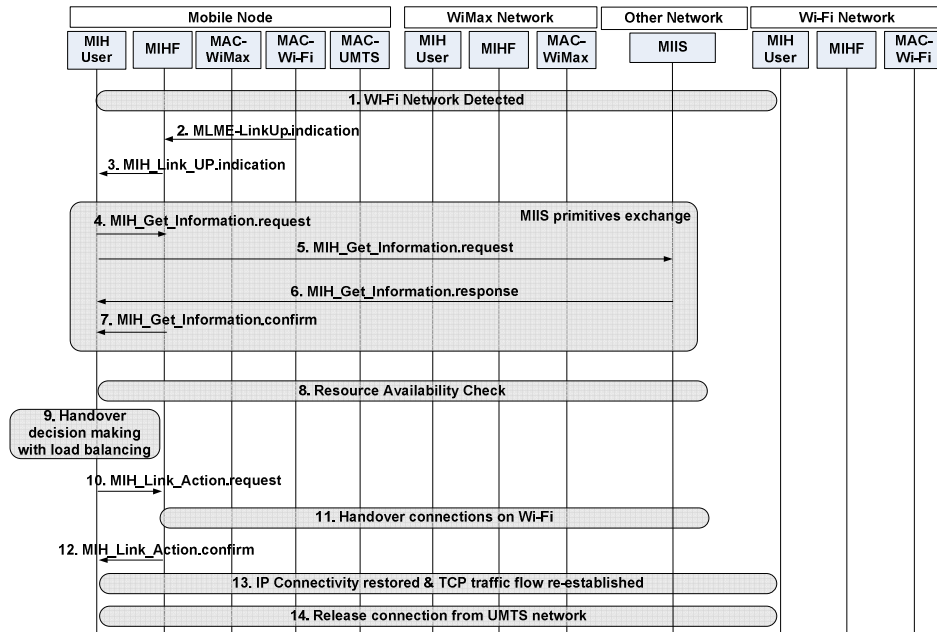 Mobile Node
WiMax Network
Other Network
Wi-Fi Network
MIH
User
MIHF
MAC-
WiMax
MAC-
Wi-Fi
MAC-
UMTS
MIH
User
MIHF
MAC-
WiMax
MIIS
MIH
User
MIHF
MAC-
Wi-Fi
1. Wi-Fi Network Detected
2. MLME-LinkUp.indication
3. MIH_Link_UP.indication
MIIS primitives exchange
4. MIH_Get_Information.request
5. MIH_Get_Information.request
6. MIH_Get_Information.response
7. MIH_Get_Information.confirm
8. Resource Availability Check
9. Handover
decision making
with load balancing
10. MIH_Link_Action.request
11. Handover connections on Wi-Fi
12. MIH_Link_Action.confirm
13. IP Connectivity restored & TCP traffic flow re-established
14. Release connection from UMTS network